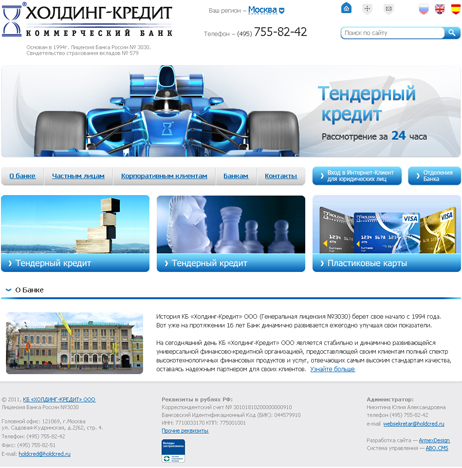 ХОЛДИНГ-КРЕДИТ
КОММЕРЧЕСКИЙ БАНК
Основан в 1994г. Лицензия Банка России № 3030.
Свидетельство страхования вкладов № 579
Ваш регион – Москва
Телефон – (495) 755-82-42
Поиск по сайту
Тендерный
кредит
Рассмотрение за 24 часа
О банке
Частным лицам
Корпоративным клиентам
Банкам
Контакты
Вход в Интернет-Клиент
для юридических лиц
Отделения
Банка
Тендерный кредит
Тендерный кредит
Пластиковые карты
VISA
VISA
О Банке
История КБ «Холдинг-Кредит» ООО (Генеральная лицензия №3030) берет свое начало с 1994 года.
Вот уже на протяжении 16 лет Банк динамично развивается ежегодно улучшая свои показатели.
На сегодняшний день КБ «Холдинг-Кредит» ООО является стабильно и динамично развивающейся
универсальной финансово-кредитной организацией, предоставляющей своим клиентам полный спектр
высокотехнологичных финансовых продуктов и услуг, отвечающих самым высоким стандартам качества,
оставаясь надежным партнером для своих клиентов. Узнайте больше
© 2011, КБ «ХОЛДИНГ-КРЕДИТ» ООО
Лицензия Банка России №3030
Головной офис: 121069, г.Москва
ул. Садовая-Кудринская, д.2/62, стр. 4.
Телефон: (495) 755-82-42
Факс: (495) 755-82-51
E-mail: holdcred@holdcred.ru
Реквизиты в рублях РФ:
Корреспондентский счет №
Банковский Идентификационный Код (БИК): 044579910
ИНН: КПП: 775001001
Прочие реквизиты
Администратор:
Никитина Юлия Александровна
телефон (495) 755-82-42
e-mail websekretar@holdcred.ru
Разработка сайта — ArmexDesign
Система управления — ABO.CMS